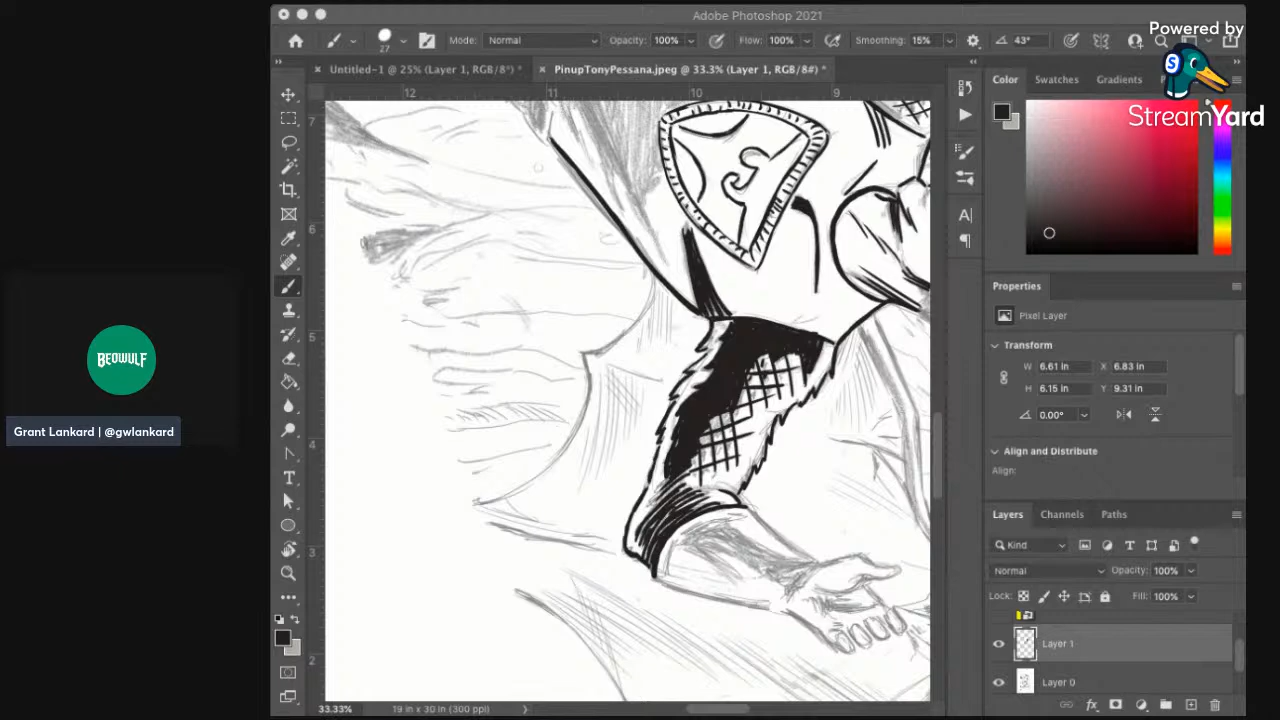 Adobe Photoshop 2021
Powered by
StreamYard
27
Mode: Normal
Opacity: 100%
Flow: 100%
Smoothing: 15%
43°
Untitled-1 @ 25% (Layer 1, RGB/8*) *
PinupTonyPessana.jpeg @ 33.3% (Layer 1, RGB/8#) *
12
11
10
9
7
6
5
4
3
2
Color
Swatches
Gradients
Properties
Pixel Layer
Transform
W 6.61 in
X 6.83 in
H 6.15 in
Y 9.31 in
0.00°
Align and Distribute
Align:
Layers
Channels
Paths
Kind
Normal
Opacity: 100%
Lock:
Fill: 100%
Layer 1
Layer 0
BEOWULF
Grant Lankard | @gwlankard
33.33%
19 in x 30 in (300 ppi)